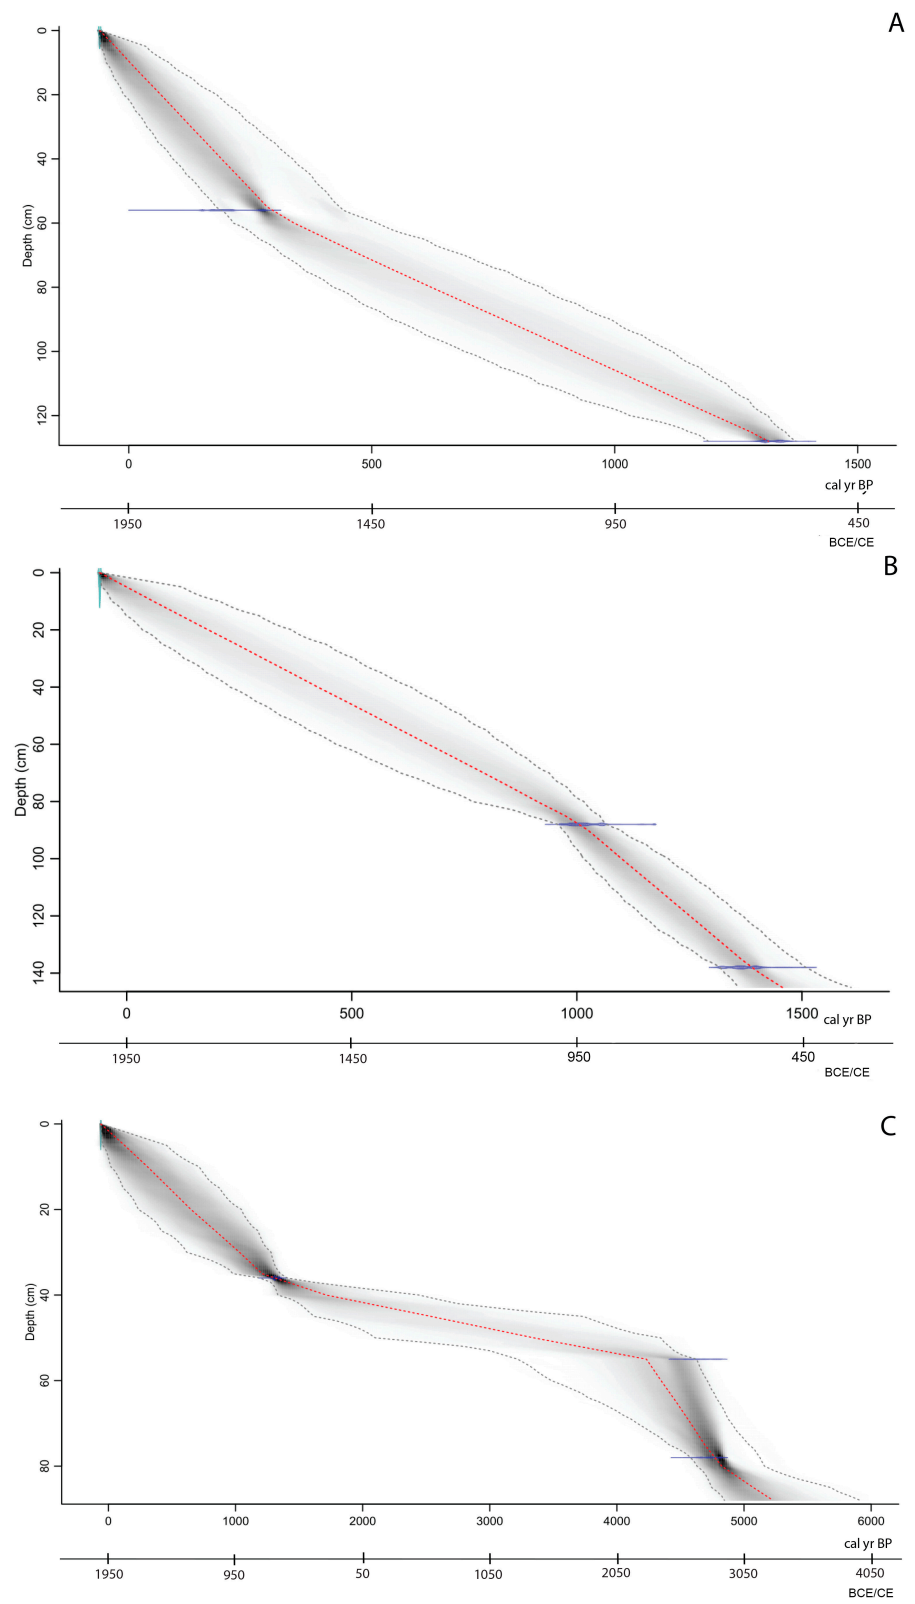 A
0
20
40
60
80
100
120
Depth (cm)
0 500 1000 1500
cal yr BP
1950 1450 950 450
BCE/CE
B
0
20
40
60
80
100
120
140
Depth (cm)
0 500 1000 1500 cal yr BP
1950 1450 950 450
BCE/CE
C
0
20
40
60
80
Depth (cm)
0 1000 2000 3000 4000 5000 6000
cal yr BP
1950 950 50 1050 2050 3050 4050
BCE/CE